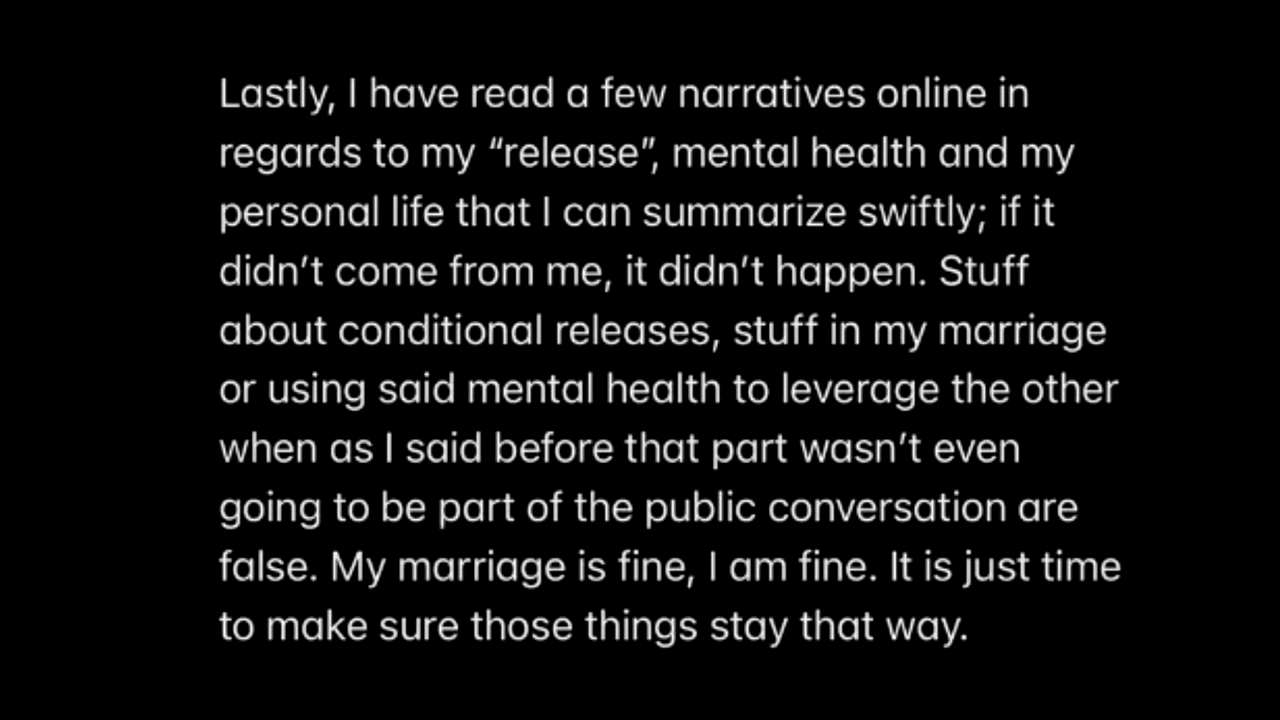 Lastly, I have read a few narratives online in
regards to my “release”, mental health and my
personal life that I can summarize swiftly; if it
didn’t come from me, it didn’t happen. Stuff
about conditional releases, stuff in my marriage
or using said mental health to leverage the other
when as I said before that part wasn’t even
going to be part of the public conversation are
false. My marriage is fine, I am fine. It is just time
to make sure those things stay that way.